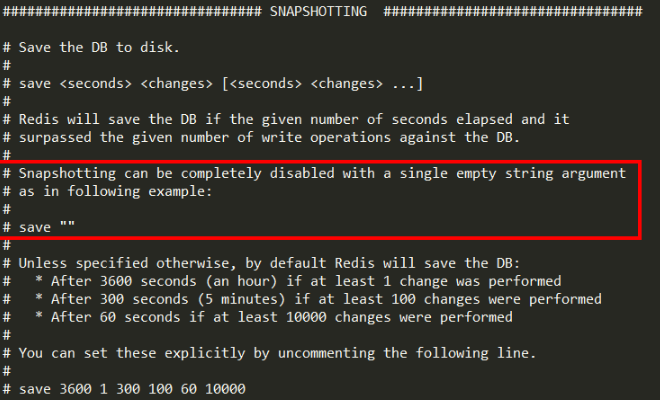 ################################ SNAPSHOTTING  ################################
# Save the DB to disk.
#
# save <seconds> <changes> [<seconds> <changes> ...]
#
# Redis will save the DB if the given number of seconds elapsed and it
# surpassed the given number of write operations against the DB.
#
# Snapshotting can be completely disabled with a single empty string argument
# as in following example:
#
# save ""
#
# Unless specified otherwise, by default Redis will save the DB:
#   * After 3600 seconds (an hour) if at least 1 change was performed
#   * After 300 seconds (5 minutes) if at least 100 changes were performed
#   * After 60 seconds if at least 10000 changes were performed
#
# You can set these explicitly by uncommenting the following line.
#
# save 3600 1 300 100 60 10000